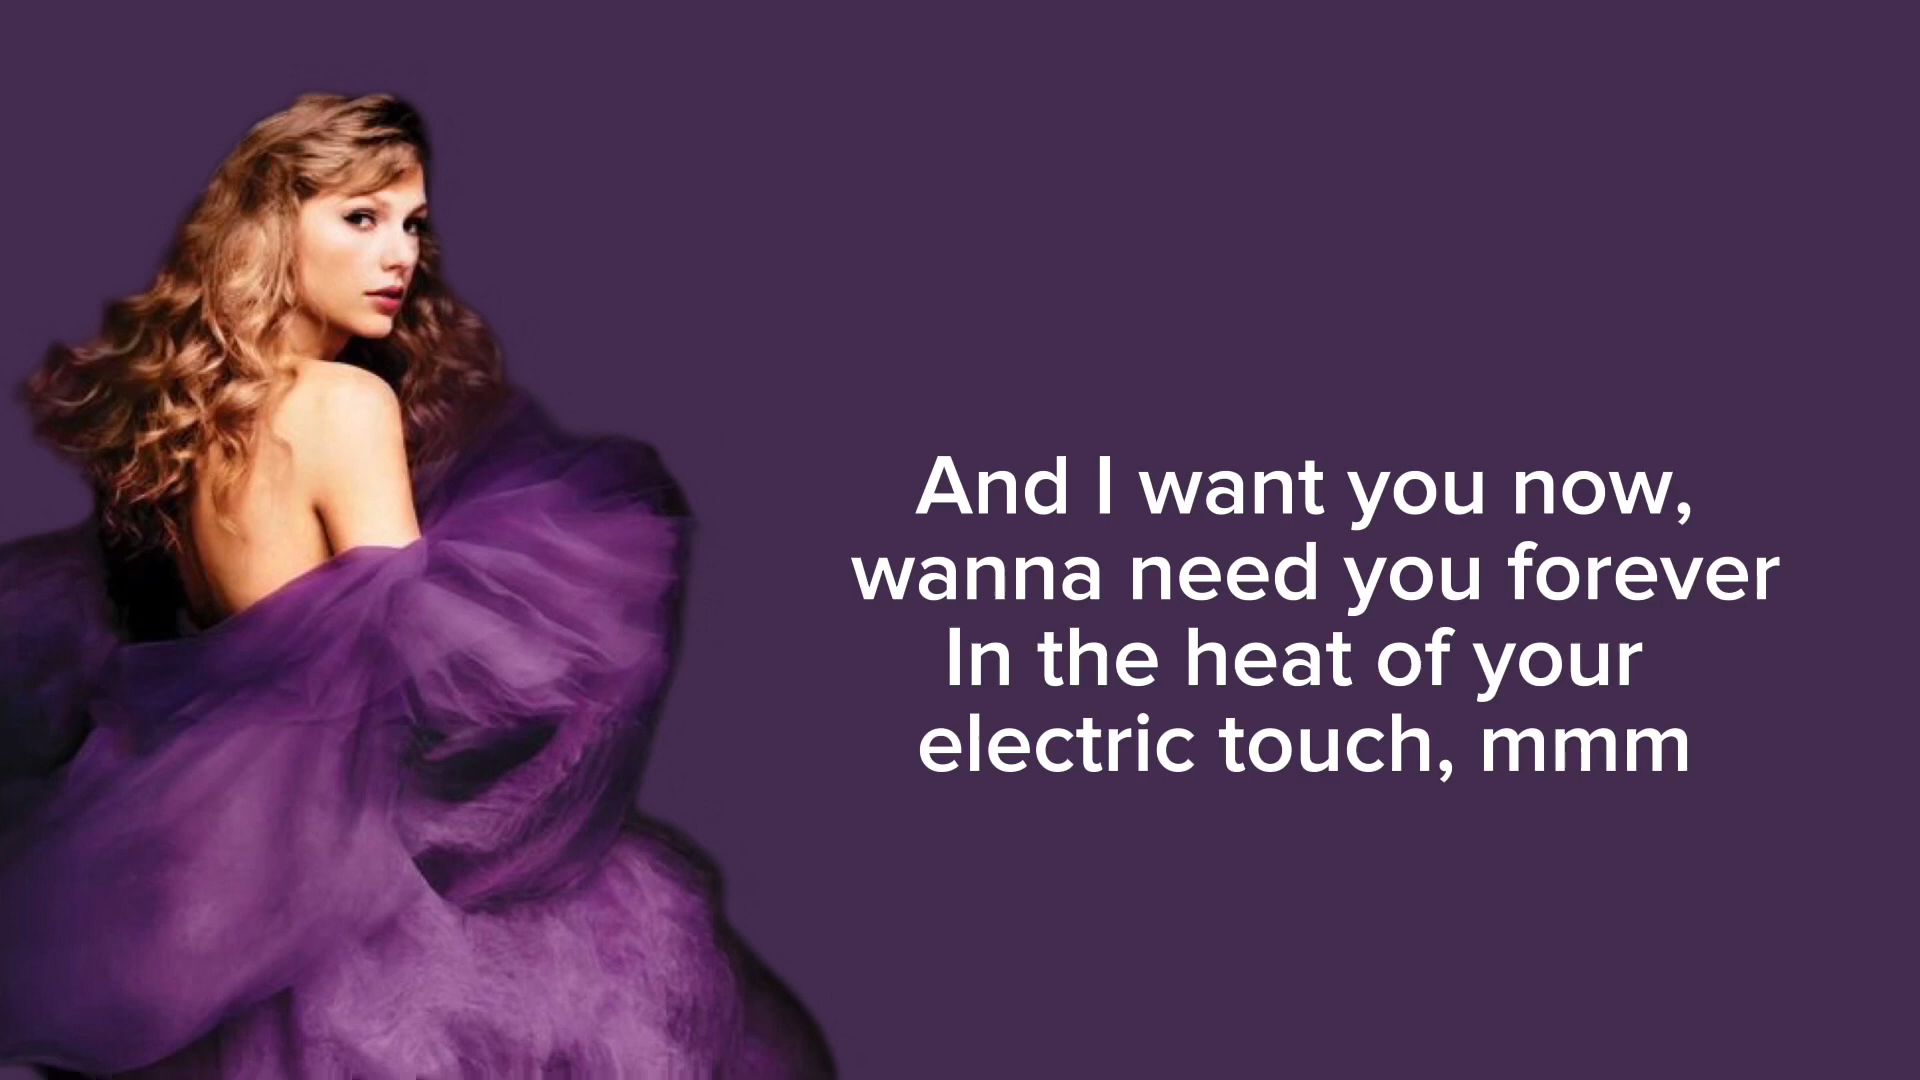 And I want you now,
wanna need you forever
In the heat of your
electric touch, mmm